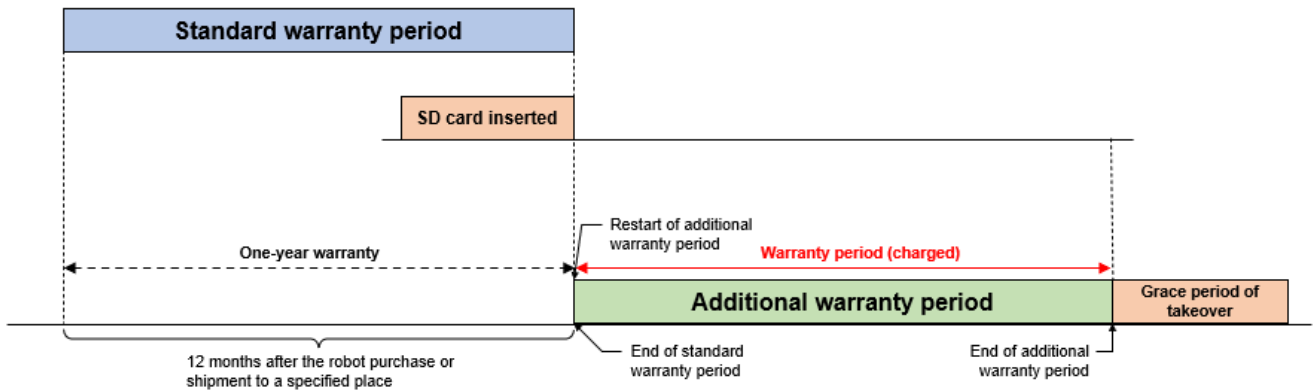 Standard warranty period
SD card inserted
Restart of additional
warranty period
One-year warranty
Warranty period (charged)
Additional warranty period
Grace period of
takeover
12 months after the robot purchase or
shipment to a specified place
End of standard
warranty period
End of additional
warranty period